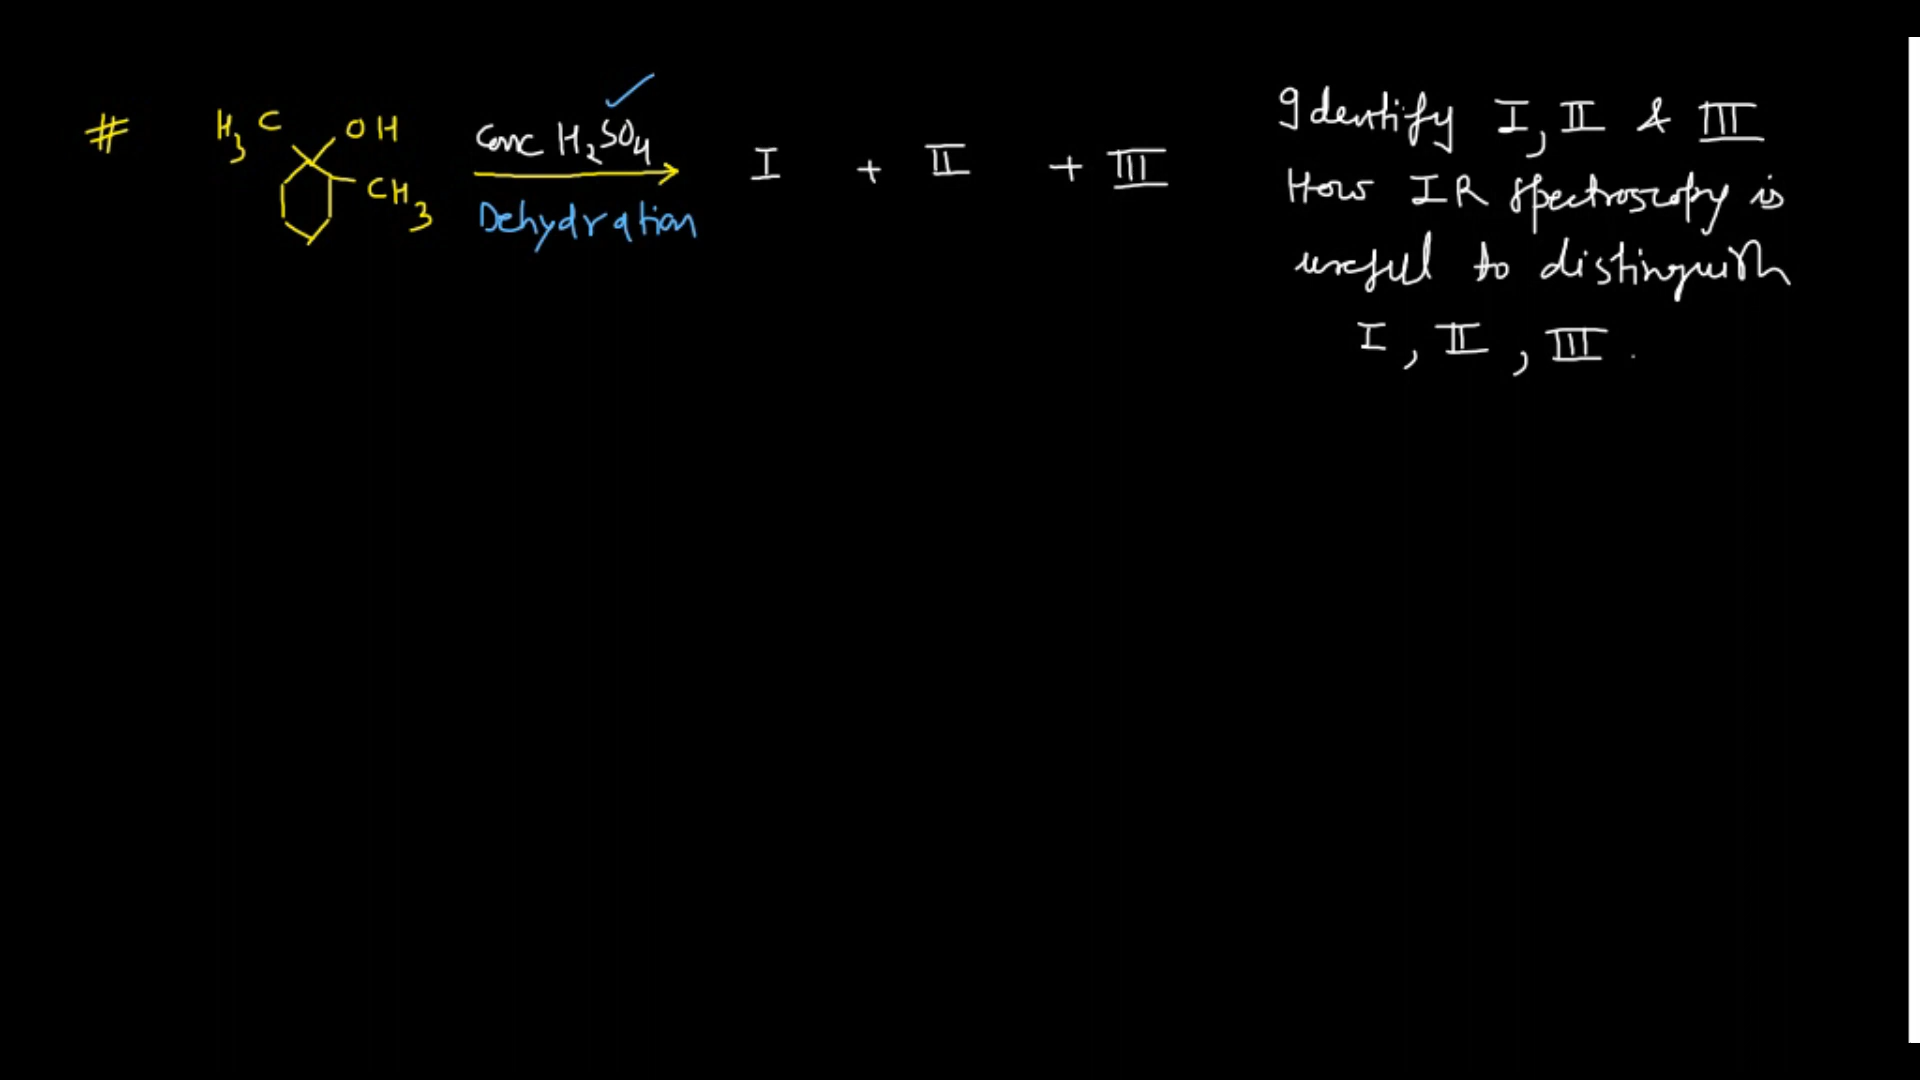 # H₃C OH CH₃ Conc H₂SO₄ Dehydration I + II + III
Identify I, II & III
How IR spectroscopy is
useful to distinguish
I, II, III.